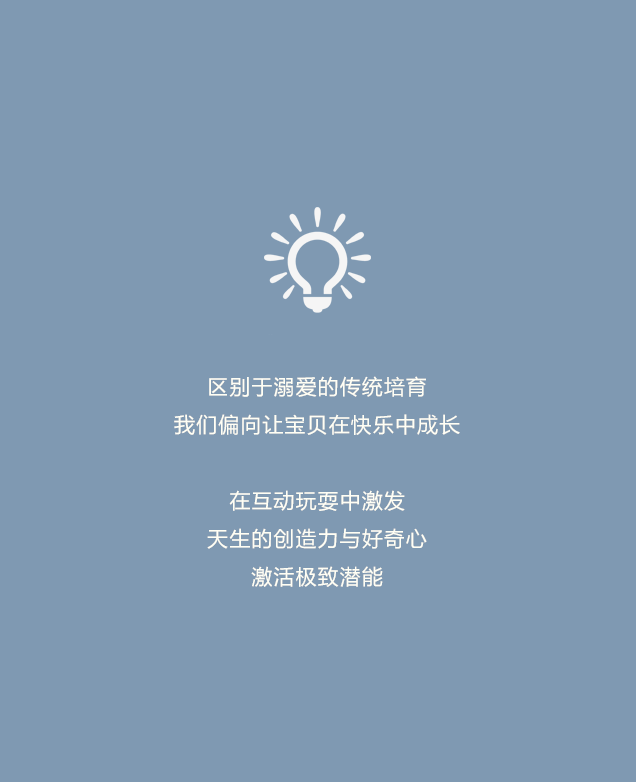 区别于溺爱的传统培育
我们偏向让宝贝在快乐中成长
在互动玩耍中激发
天生的创造力与好奇心
激活极致潜能